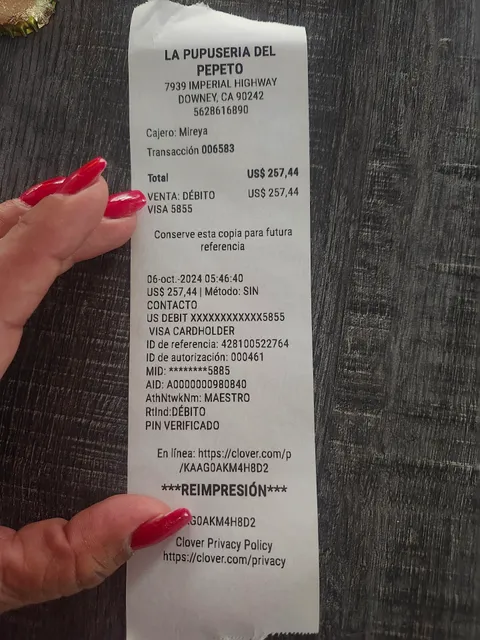 LA PUPUSERIA DEL
PEPETO
7939 IMPERIAL HIGHWAY
DOWNEY, CA 90242
5628616890
Cajero: Mireya
Transacción 006583
Total US$ 257,44
VENTA: DÉBITO US$ 257,44
VISA 5855
Conserve esta copia para futura
referencia
06-oct.-2024 05:46:40
US$ 257,44 | Método: SIN
CONTACTO
US DEBIT XXXXXXXXXXXX5855
VISA CARDHOLDER
ID de referencia: 428100522764
ID de autorización: 000461
MID: ********5885
AID: A0000000980840
AthNtwkNm: MAESTRO
RtInd:DÉBITO
PIN VERIFICADO
En línea: https://clover.com/p
/KAAG0AKM4H8D2
***REIMPRESIÓN***
G0AKM4H8D2
Clover Privacy Policy
https://clover.com/privacy